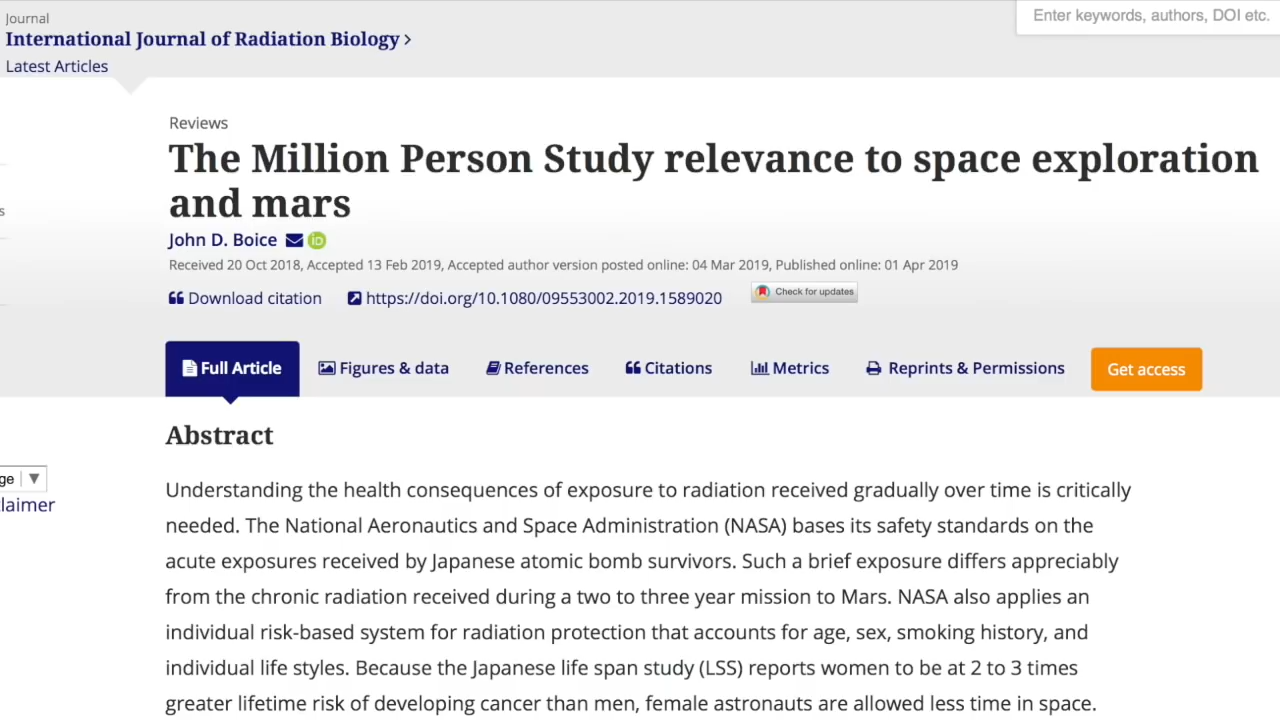 Journal
International Journal of Radiation Biology >
Latest Articles
Enter keywords, authors, DOI etc.
Reviews
The Million Person Study relevance to space exploration
and mars
John D. Boice
iD
Received 20 Oct 2018, Accepted 13 Feb 2019, Accepted author version posted online: 04 Mar 2019, Published online: 01 Apr 2019
Download citation https://doi.org/10.1080/09553002.2019.1589020 Check for updates
Full Article Figures & data References Citations Metrics Reprints & Permissions Get access
s
ge
claimer
Abstract
Understanding the health consequences of exposure to radiation received gradually over time is critically
needed. The National Aeronautics and Space Administration (NASA) bases its safety standards on the
acute exposures received by Japanese atomic bomb survivors. Such a brief exposure differs appreciably
from the chronic radiation received during a two to three year mission to Mars. NASA also applies an
individual risk-based system for radiation protection that accounts for age, sex, smoking history, and
individual life styles. Because the Japanese life span study (LSS) reports women to be at 2 to 3 times
greater lifetime risk of developing cancer than men, female astronauts are allowed less time in space.